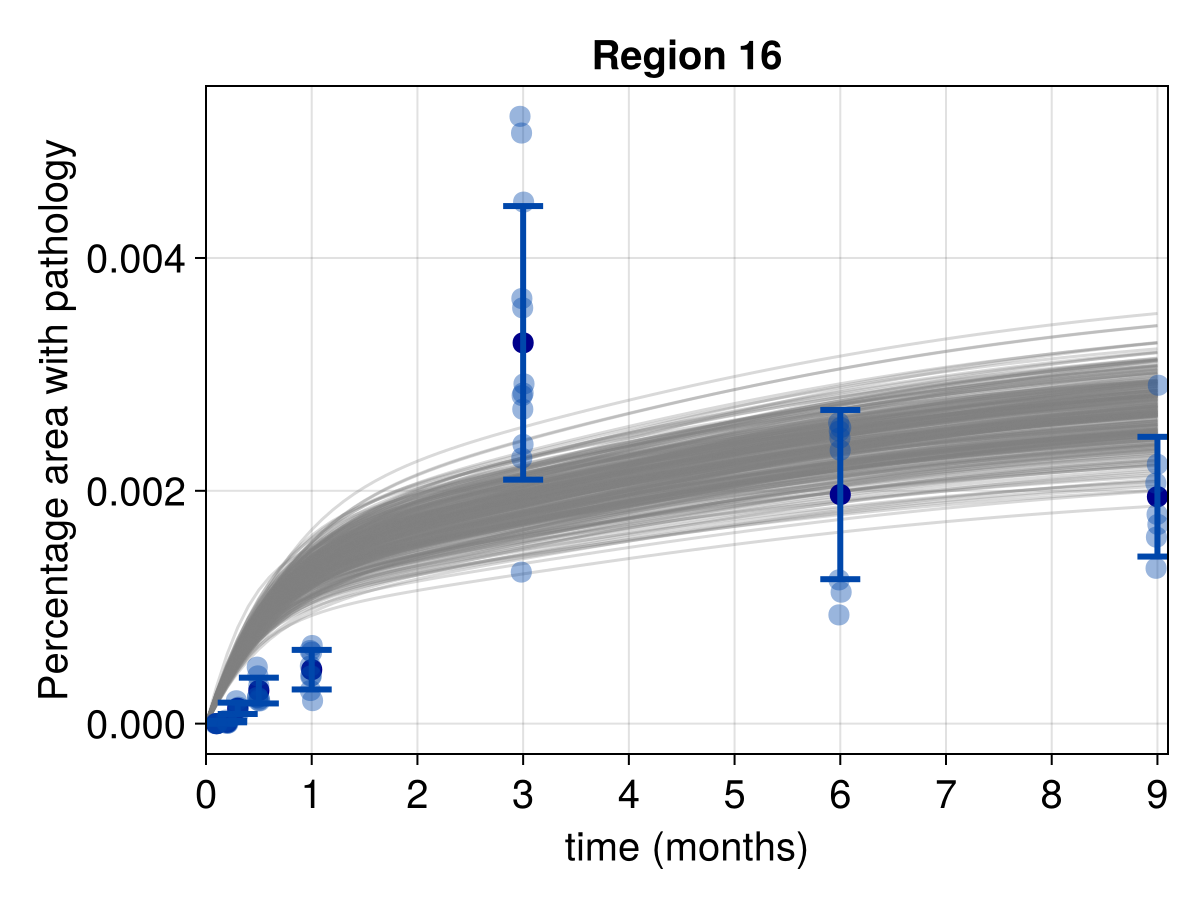 Region 16
Percentage area with pathology
0.004
0.002
0.000
0 1 2 3 4 5 6 7 8 9
time (months)